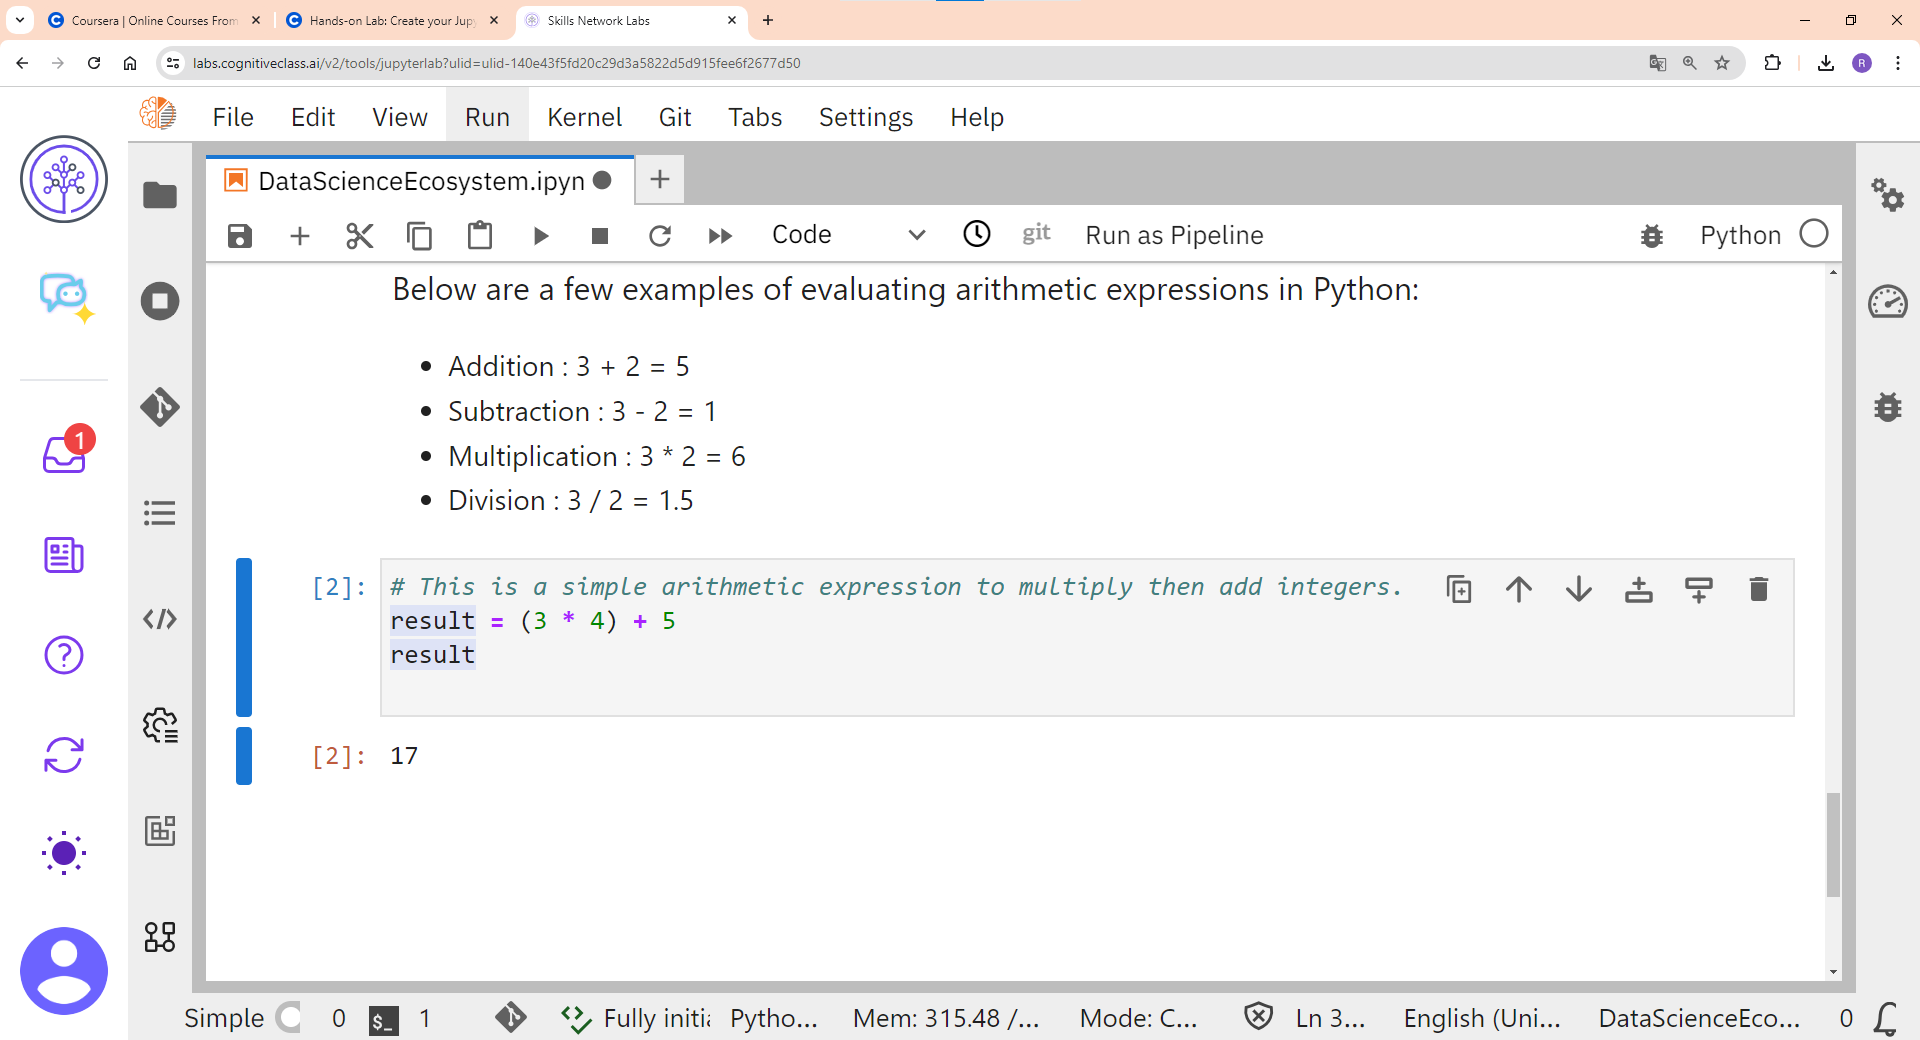 Coursera | Online Courses From
Hands-on Lab: Create your Jup
Skills Network Labs
labs.cognitiveclass.ai/v2/tools/jupyterlab?ulid=ulid-140e43f5fd20c29d3a5822d5d915fee6f2677d50
R
File Edit View Run Kernel Git Tabs Settings Help
DataScienceEcosystem.ipyn
Code git Run as Pipeline Python
Below are a few examples of evaluating arithmetic expressions in Python:
• Addition : 3 + 2 = 5
• Subtraction : 3 - 2 = 1
• Multiplication : 3 * 2 = 6
• Division : 3 / 2 = 1.5
1
[2]: # This is a simple arithmetic expression to multiply then add integers.
result = (3 * 4) + 5
result
[2]: 17
Simple 0 $_ 1 Fully initi Pytho... Mem: 315.48 /... Mode: C... Ln 3... English (Uni... DataScienceEco... 0